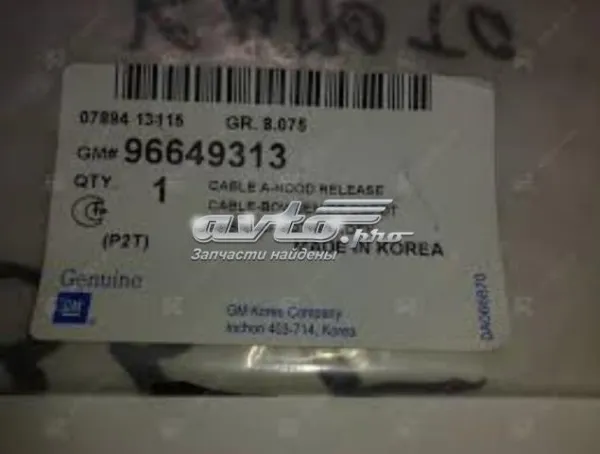 07894 13115 GR. 8.075
GM# 96649313
QTY. 1 CABLE A-HOOD RELEASE
avto.pro
Запчасти найдены
(P2T) MADE IN KOREA
Genuine
GM
GM Korea Company
Incheon 403-714, Korea
DA066B70